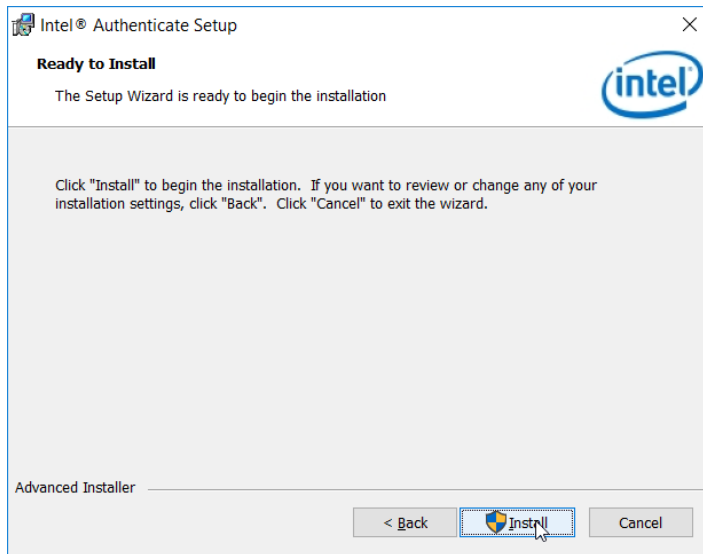 Intel® Authenticate Setup
Ready to Install
The Setup Wizard is ready to begin the installation
intel
Click "Install" to begin the installation.  If you want to review or change any of your
installation settings, click "Back".  Click "Cancel" to exit the wizard.
Advanced Installer
< Back
Install
Cancel